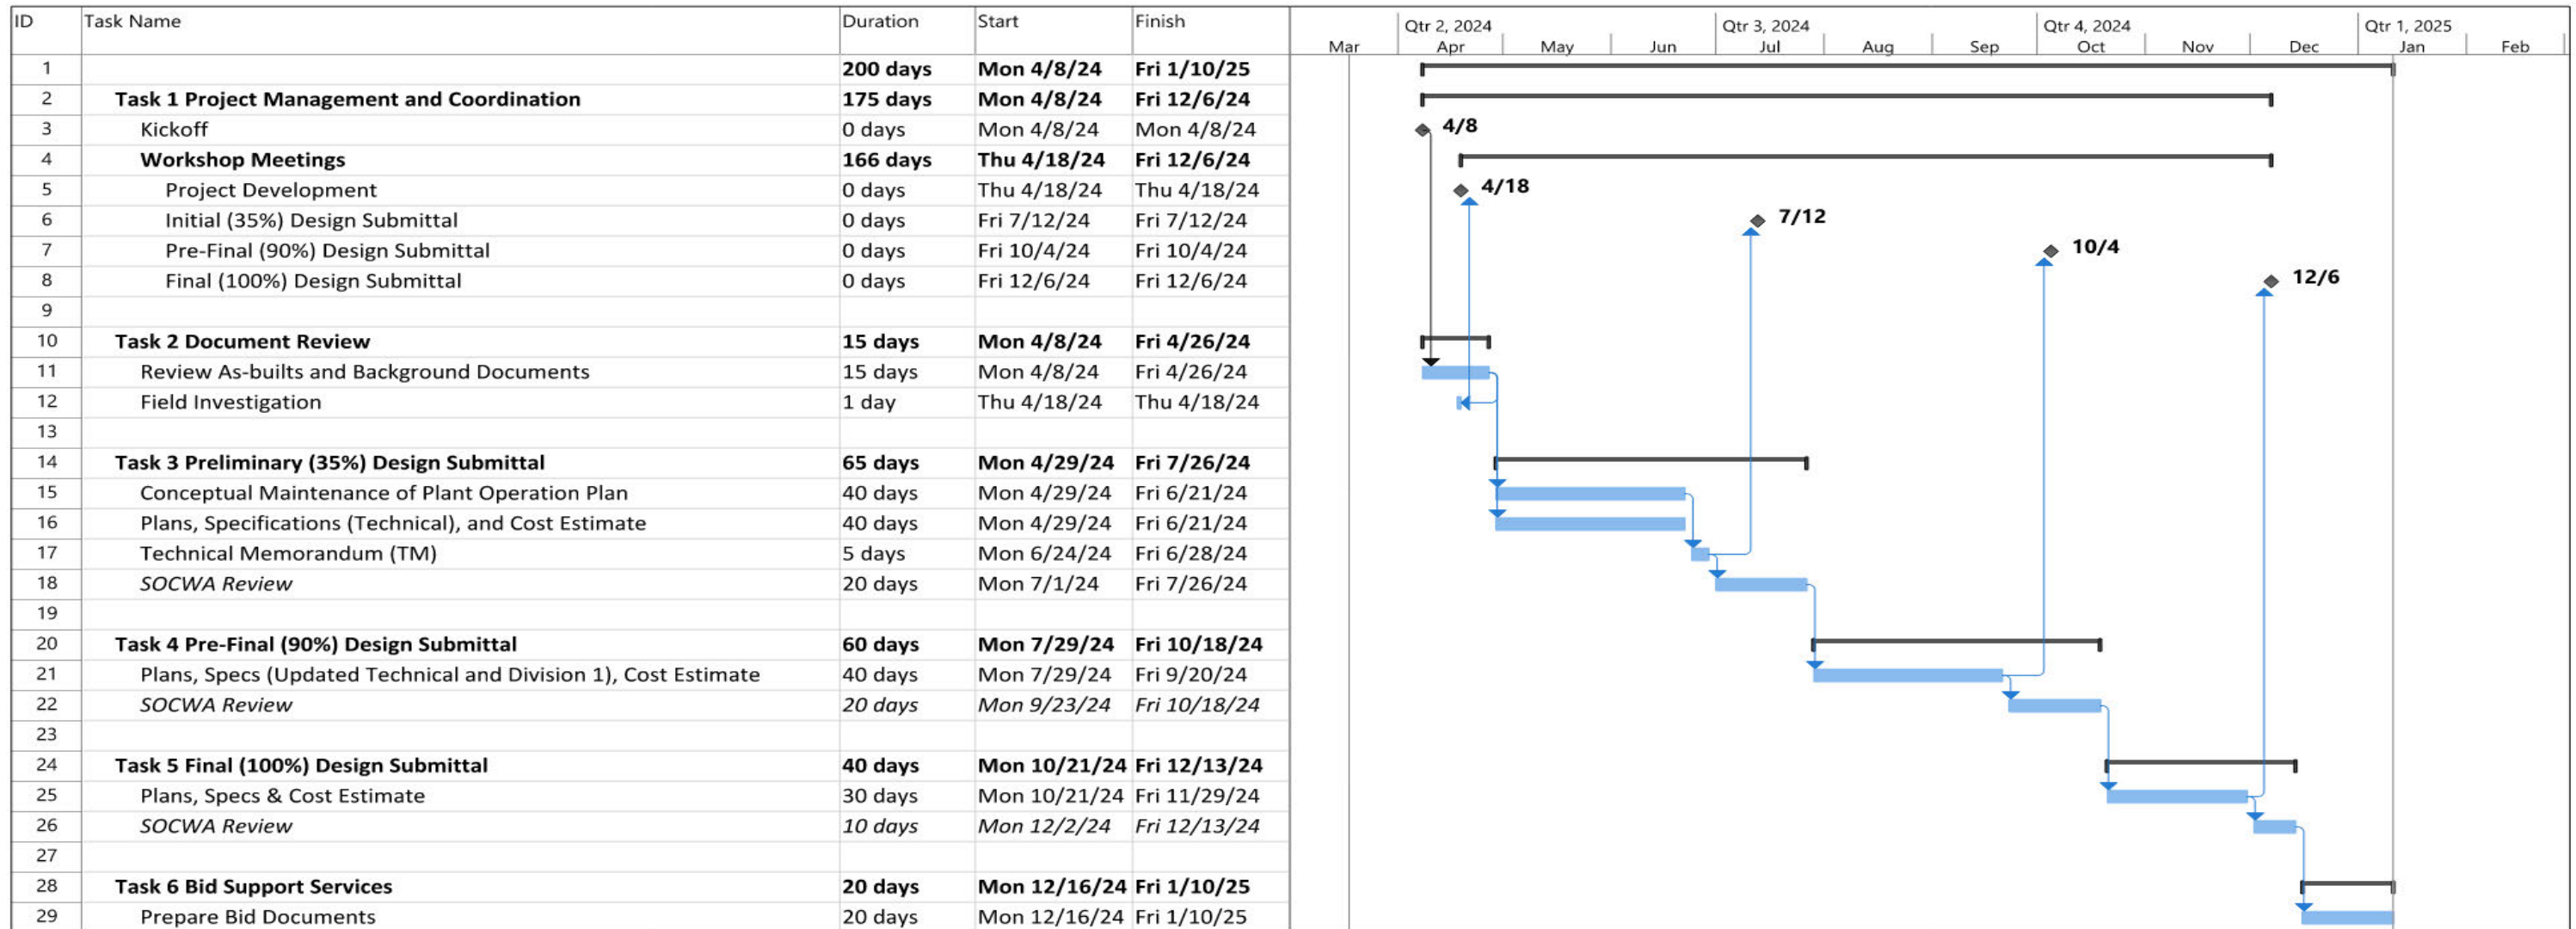 ID Task Name Duration Start Finish
Qtr 2, 2024 Qtr 3, 2024 Qtr 4, 2024 Qtr 1, 2025
Mar Apr May Jun Jul Aug Sep Oct Nov Dec Jan Feb
1 200 days Mon 4/8/24 Fri 1/10/25
2 Task 1 Project Management and Coordination 175 days Mon 4/8/24 Fri 12/6/24
3 Kickoff 0 days Mon 4/8/24 Mon 4/8/24 4/8
4 Workshop Meetings 166 days Thu 4/18/24 Fri 12/6/24
5 Project Development 0 days Thu 4/18/24 Thu 4/18/24 4/18
6 Initial (35%) Design Submittal 0 days Fri 7/12/24 Fri 7/12/24 7/12
7 Pre-Final (90%) Design Submittal 0 days Fri 10/4/24 Fri 10/4/24 10/4
8 Final (100%) Design Submittal 0 days Fri 12/6/24 Fri 12/6/24 12/6
9
10 Task 2 Document Review 15 days Mon 4/8/24 Fri 4/26/24
11 Review As-builts and Background Documents 15 days Mon 4/8/24 Fri 4/26/24
12 Field Investigation 1 day Thu 4/18/24 Thu 4/18/24
13
14 Task 3 Preliminary (35%) Design Submittal 65 days Mon 4/29/24 Fri 7/26/24
15 Conceptual Maintenance of Plant Operation Plan 40 days Mon 4/29/24 Fri 6/21/24
16 Plans, Specifications (Technical), and Cost Estimate 40 days Mon 4/29/24 Fri 6/21/24
17 Technical Memorandum (TM) 5 days Mon 6/24/24 Fri 6/28/24
18 SOCWA Review 20 days Mon 7/1/24 Fri 7/26/24
19
20 Task 4 Pre-Final (90%) Design Submittal 60 days Mon 7/29/24 Fri 10/18/24
21 Plans, Specs (Updated Technical and Division 1), Cost Estimate 40 days Mon 7/29/24 Fri 9/20/24
22 SOCWA Review 20 days Mon 9/23/24 Fri 10/18/24
23
24 Task 5 Final (100%) Design Submittal 40 days Mon 10/21/24 Fri 12/13/24
25 Plans, Specs & Cost Estimate 30 days Mon 10/21/24 Fri 11/29/24
26 SOCWA Review 10 days Mon 12/2/24 Fri 12/13/24
27
28 Task 6 Bid Support Services 20 days Mon 12/16/24 Fri 1/10/25
29 Prepare Bid Documents 20 days Mon 12/16/24 Fri 1/10/25